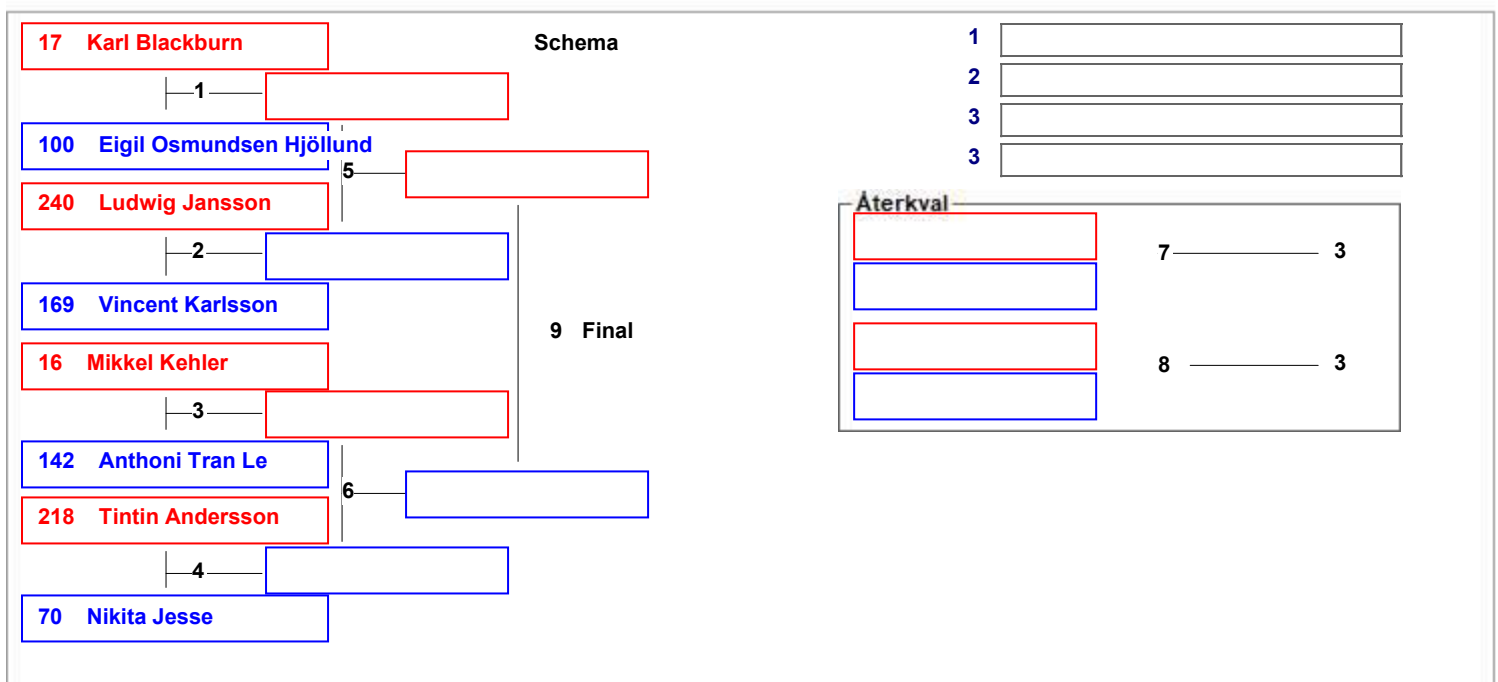 17 Karl Blackburn
Schema
1
100 Eigil Osmundsen Hjöllund
5
240 Ludwig Jansson
2
169 Vincent Karlsson
9 Final
16 Mikkel Kehler
3
142 Anthoni Tran Le
6
218 Tintin Andersson
4
70 Nikita Jesse
1
2
3
3
Återkval
7 3
8 3